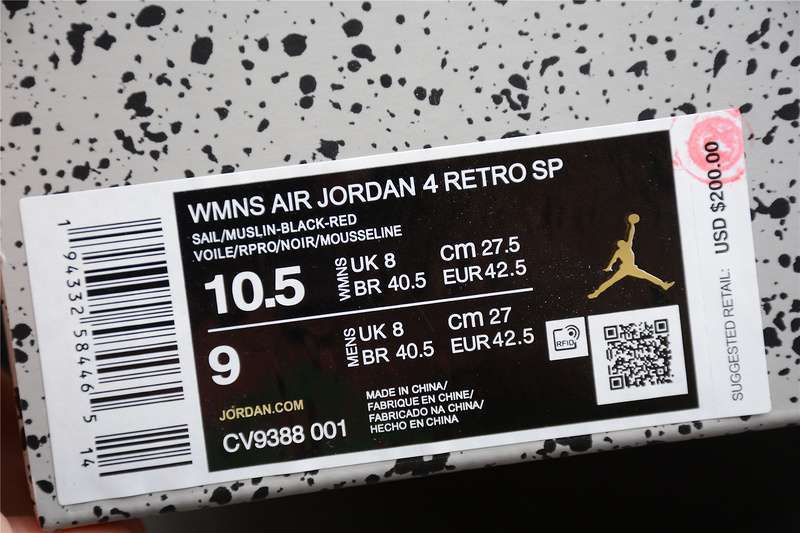 WMNS AIR JORDAN 4 RETRO SP
SAIL/MUSLIN-BLACK-RED
VOILE/RPRO/NOIR/MOUSSELINE
10.5
WMNS
UK 8
BR 40.5
cm 27.5
EUR 42.5
9
MENS
UK 8
BR 40.5
cm 27
EUR 42.5
JORDAN.COM
CV9388 001
MADE IN CHINA/
FABRIQUE EN CHINE/
FABRICADO NA CHINA/
HECHO EN CHINA
RFID
SUGGESTED RETAIL: USD $200.00
1 94332 58446 5 14